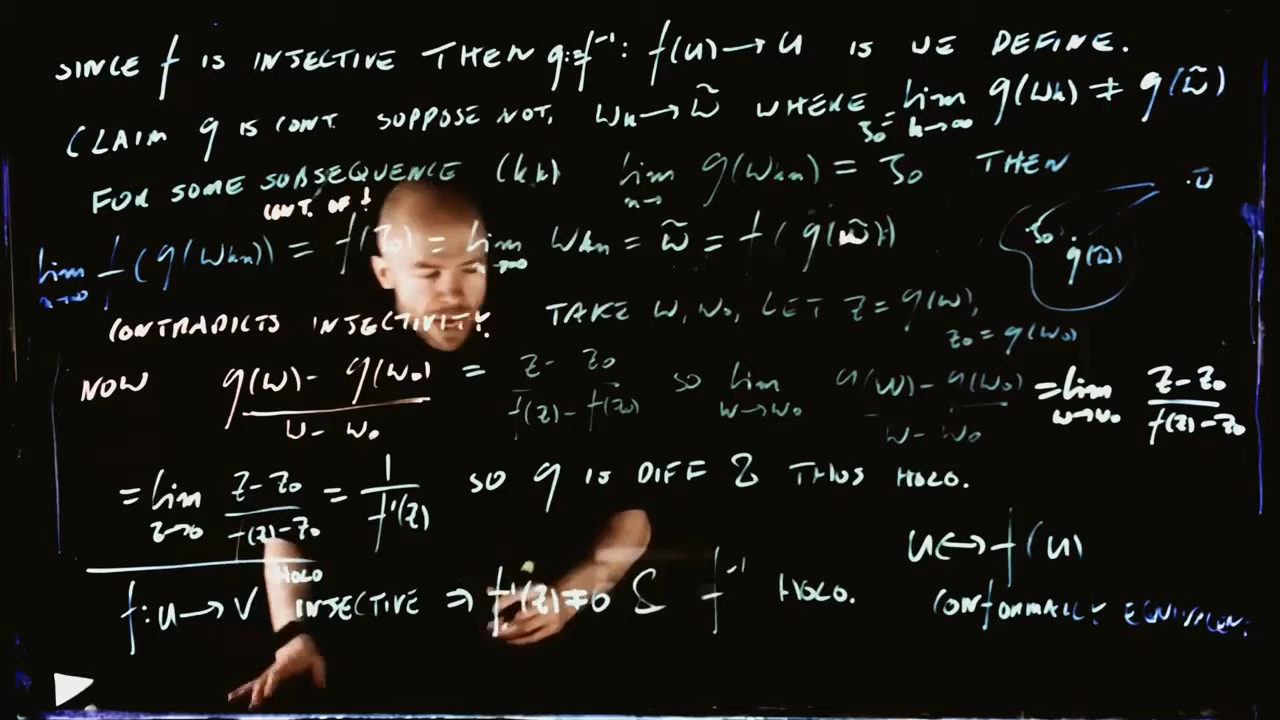 SINCE f IS INJECTIVE THEN g:=f⁻¹: f(U) → U IS WE DEFINE.
CLAIM g IS CONT. SUPPOSE NOT, Wk → W̃ WHERE z₀ = lim k→∞ g(Wk) ≠ g(W̃)
FOR SOME SUBSEQUENCE (kk) lim n→ g(Wkn) = z₀ THEN
CONT. OF f
lim n→∞ f(g(Wkn)) = f(z₀) = lim n→∞ Wkn = W̃ = f(g(W̃))
z₀ g(W̃)
CONTRADICTS INJECTIVITY. TAKE W, W₀, LET z = g(W), z₀ = g(W₀)
NOW g(W) - g(W₀) / W - W₀ = z - z₀ / f(z) - f(z₀) SO lim W→W₀ g(W) - g(W₀) / W - W₀ = lim W→W₀ z - z₀ / f(z) - z₀
= lim z→z₀ z - z₀ / f(z) - z₀ = 1 / f'(z) SO g IS DIFF & THUS HOLO.
U ↔ f(U)
HOLO
f: U → V INJECTIVE ⇒ f'(z) ≠ 0 & f⁻¹ HOLO. CONFORMALLY EQUIVALEN